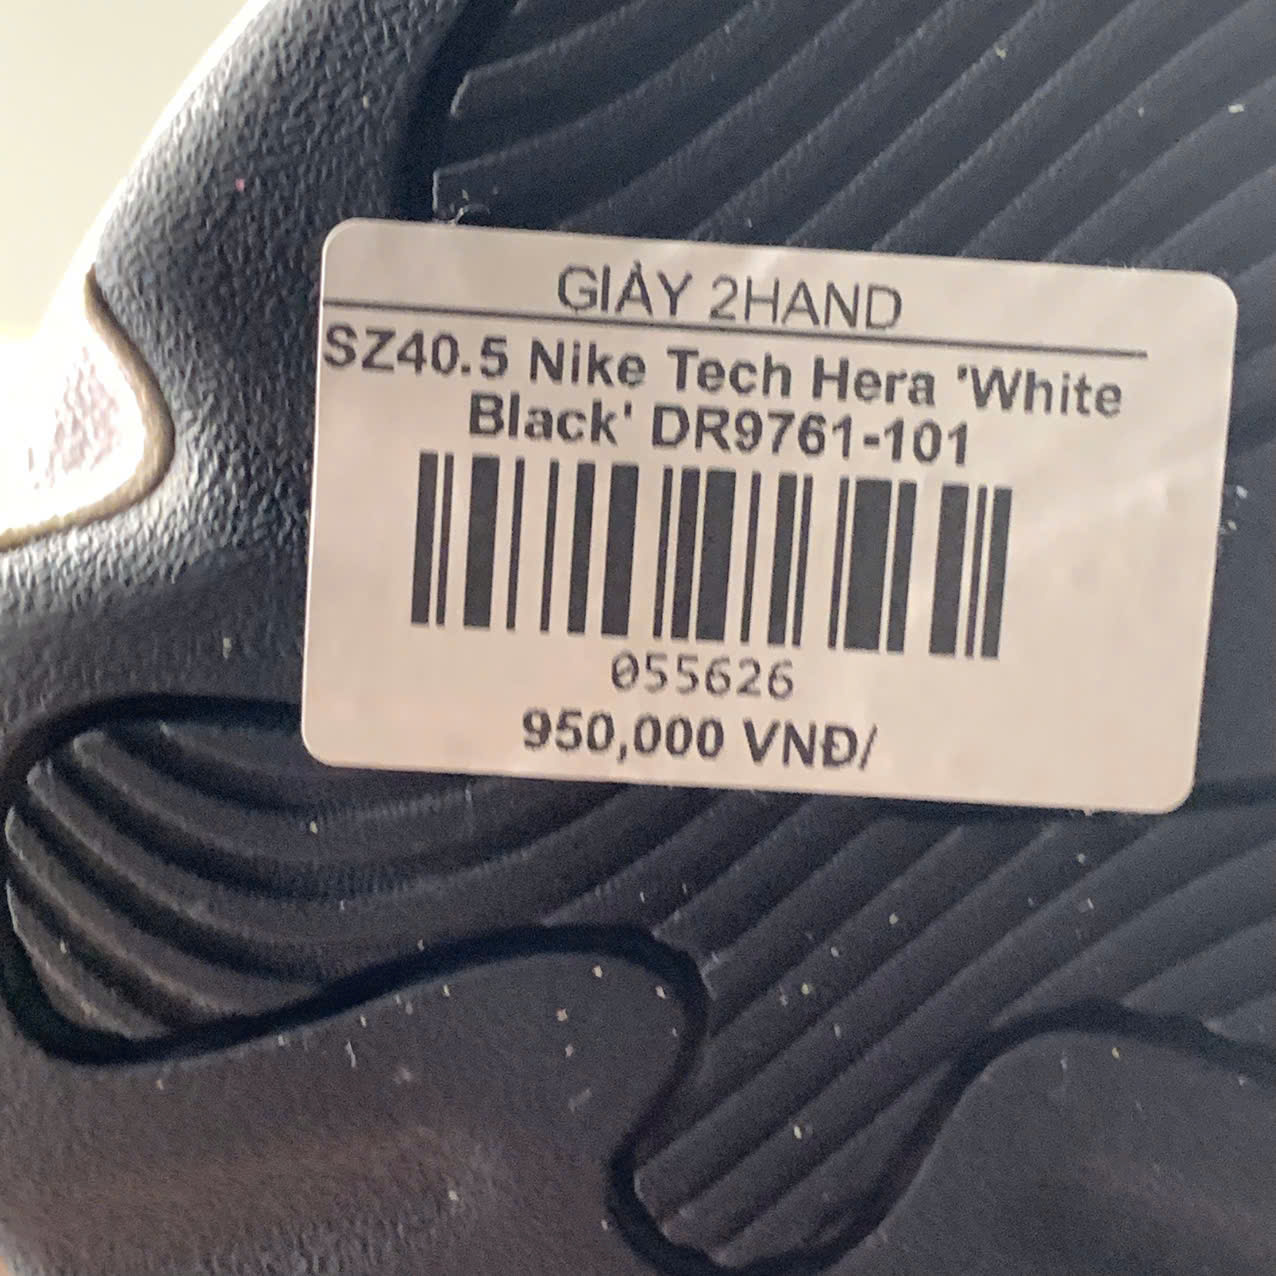 GIÀY 2HAND
SZ40.5 Nike Tech Hera 'White
Black' DR9761-101
055626
950,000 VNĐ/